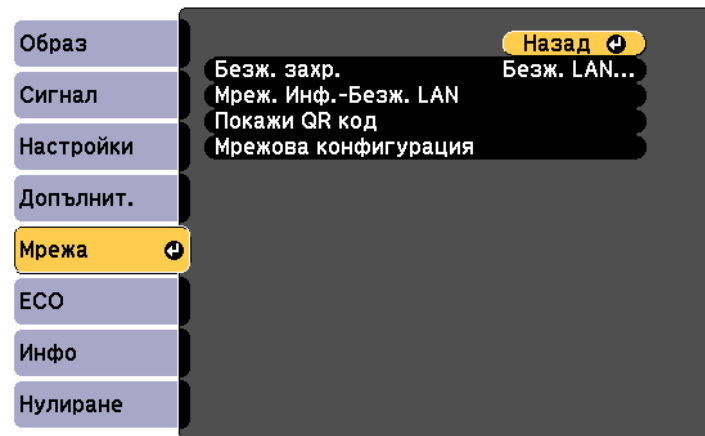 Образ
Сигнал
Настройки
Допълнит.
Мрежа
ECO
Инфо
Нулиране
Назад
Безж. захр. Безж. LAN...
Мреж. Инф.-Безж. LAN
Покажи QR код
Мрежова конфигурация